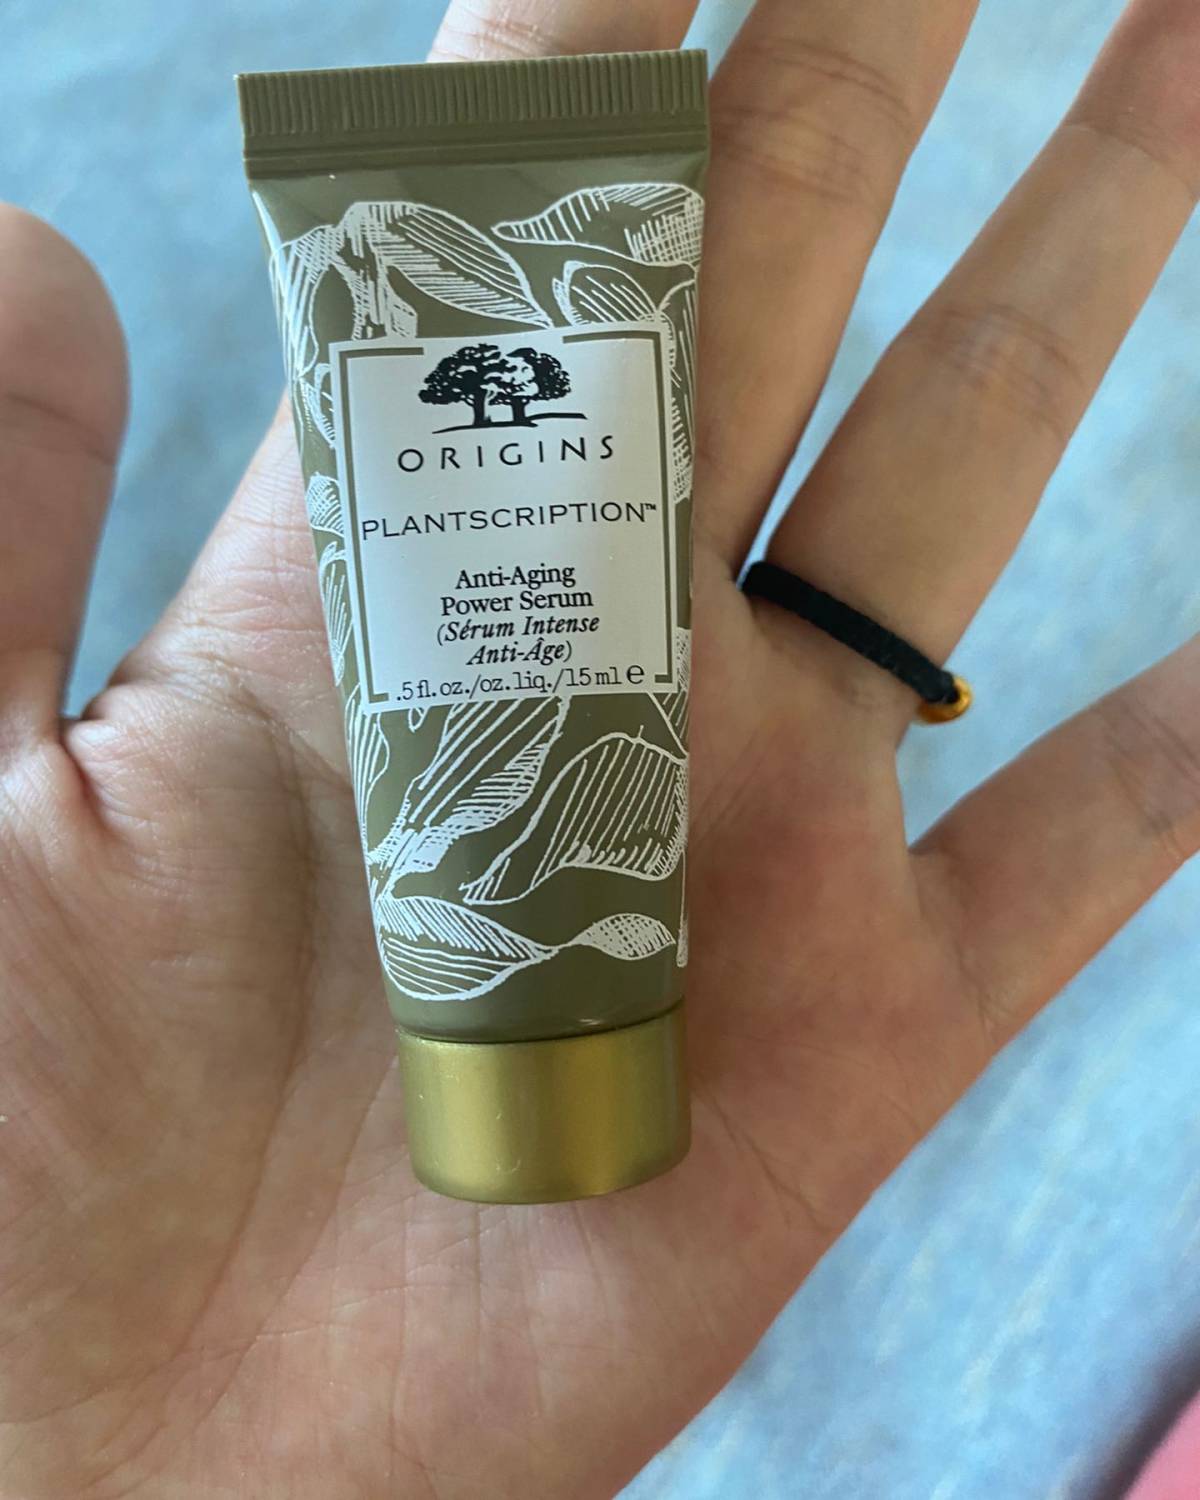 ORIGINS
PLANTSCRIPTION™
Anti-Aging
Power Serum
(Sérum Intense
Anti-Âge)
.5 fl. oz./oz. liq./15 ml ℮